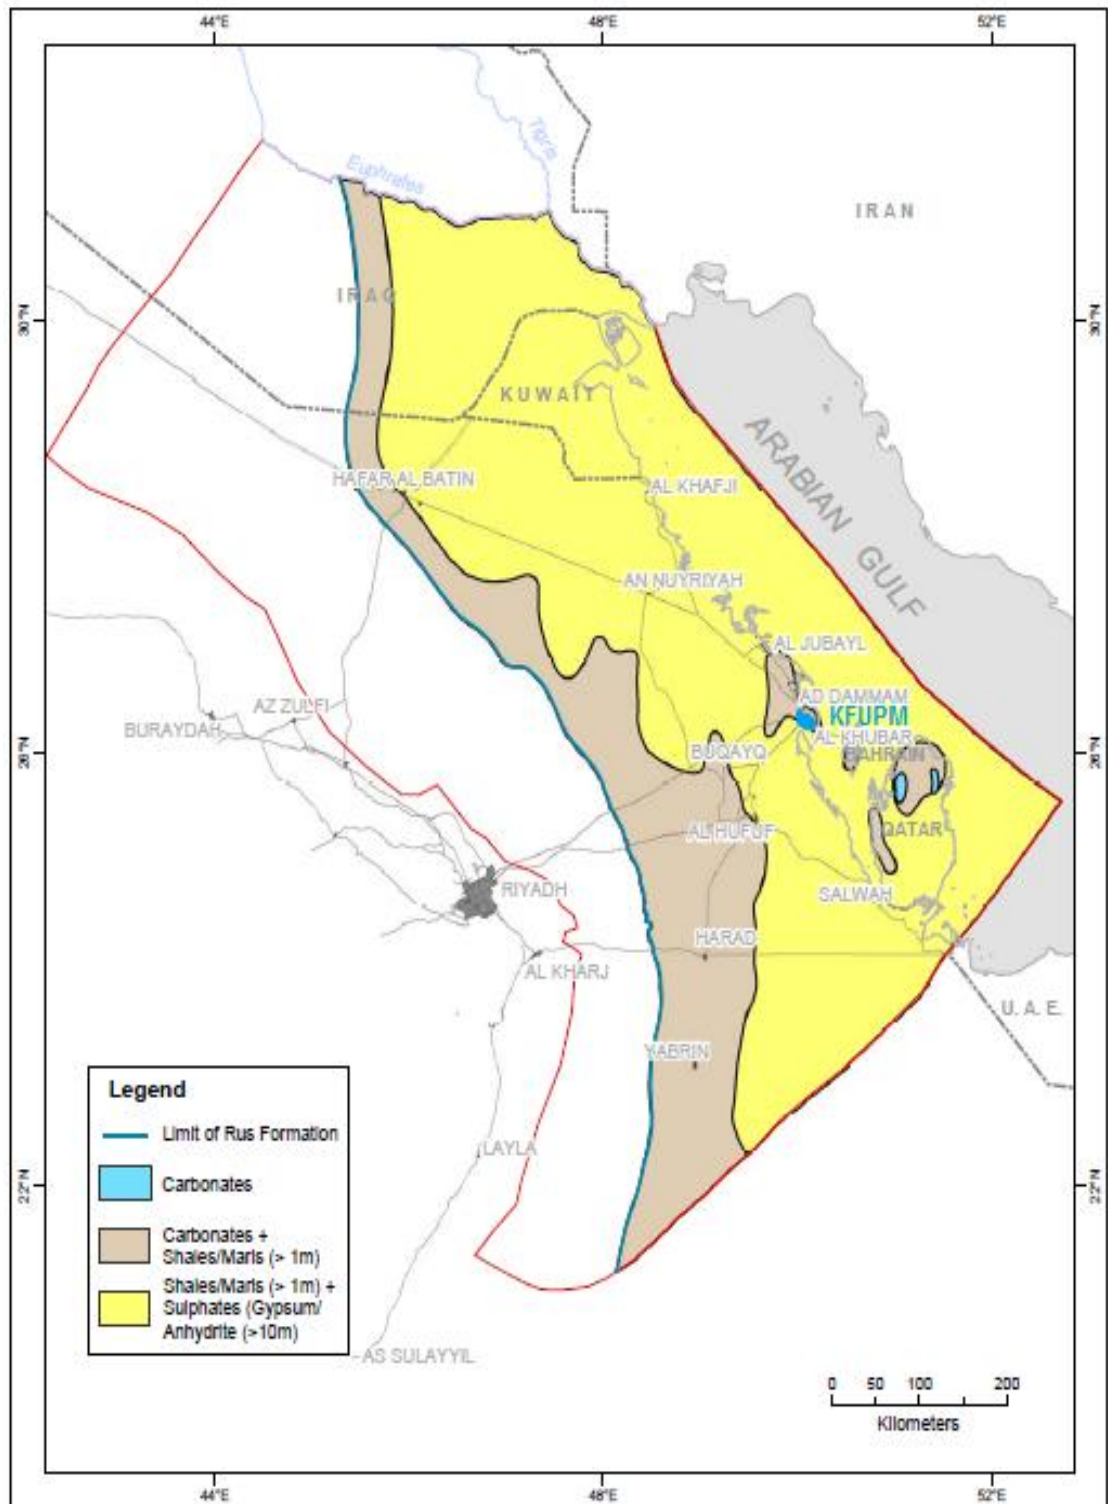 44°E
48°E
52°E
Tigris
Euphrates
IRAN
IRAQ
30°N
30°N
KUWAIT
ARABIAN GULF
HAFAR AL BATIN
AL KHAFJI
AN NUYRIYAH
AL JUBAYL
AD DAMMAM
AZ ZULFI
KFUPM
BURAYDAH
AL KHUBAR
26°N
BUQAYQ
BAHRAIN
26°N
AL HUFUF
QATAR
RIYADH
SALWAH
HARAD
AL KHARJ
U. A. E.
YABRIN
Legend
Limit of Rus Formation
LAYLA
Carbonates
22°N
22°N
Carbonates +
Shales/Marls (> 1m)
Shales/Marls (> 1m) +
Sulphates (Gypsum/
Anhydrite (>10m)
AS SULAYYIL
0 50 100 200
Kilometers
44°E
48°E
52°E